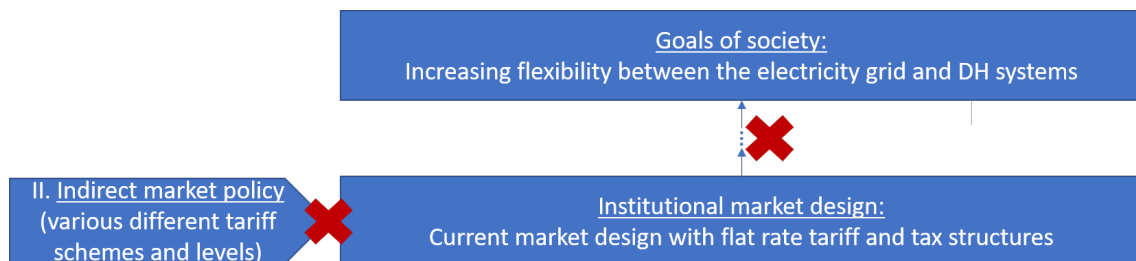 Goals of society:
Increasing flexibility between the electricity grid and DH systems
II. Indirect market policy
(various different tariff
schemes and levels)
Institutional market design:
Current market design with flat rate tariff and tax structures